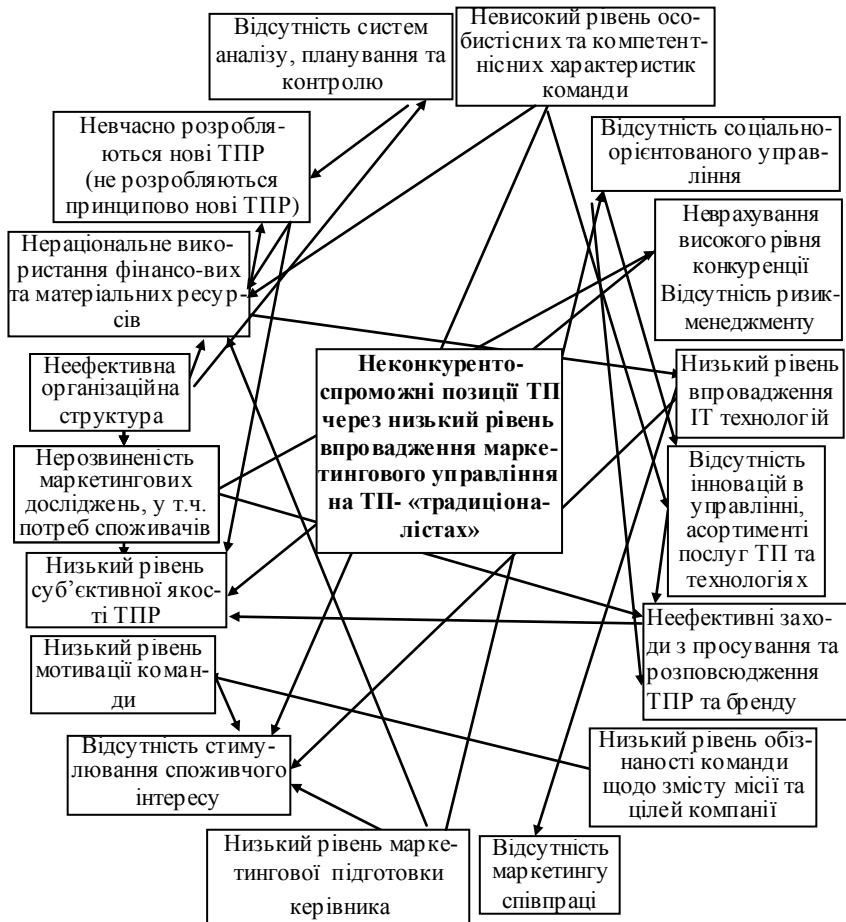 Відсутність систем
аналізу, планування та
контролю
Невисокий рівень осо-
бистісних та компетент-
нісних характеристик
команди
Невчасно розробля-
ються нові ТПР
(не розробляються
принципово нові ТПР)
Відсутність соціально-
орієнтованого управ-
ління
Нераціональне вико-
ристання фінансо-вих
та матеріальних ресур-
сів
Неврахування
високого рівня
конкуренції
Відсутність ризик-
менеджменту
Неефективна
організаційна
структура
Неконкуренто-
спроможні позиції ТП
через низький рівень
впровадження марке-
тингового управління
на ТП- «традиціона-
лістах»
Низький рівень
впровадження
ІТ технологій
Нерозвиненість
маркетингових
досліджень, у т.ч.
потреб споживачів
Відсутність
інновацій в
управлінні,
асортименті
послуг ТП та
технологіях
Низький рівень
суб’єктивної якос-
ті ТПР
Неефективні захо-
ди з просування та
розповсюдження
ТПР та бренду
Низький рівень
мотивації коман-
ди
Відсутність стиму-
лювання споживчого
інтересу
Низький рівень обіз-
наності команди
щодо змісту місії та
цілей компанії
Низький рівень марке-
тингової підготовки
керівника
Відсутність
маркетингу
співпраці